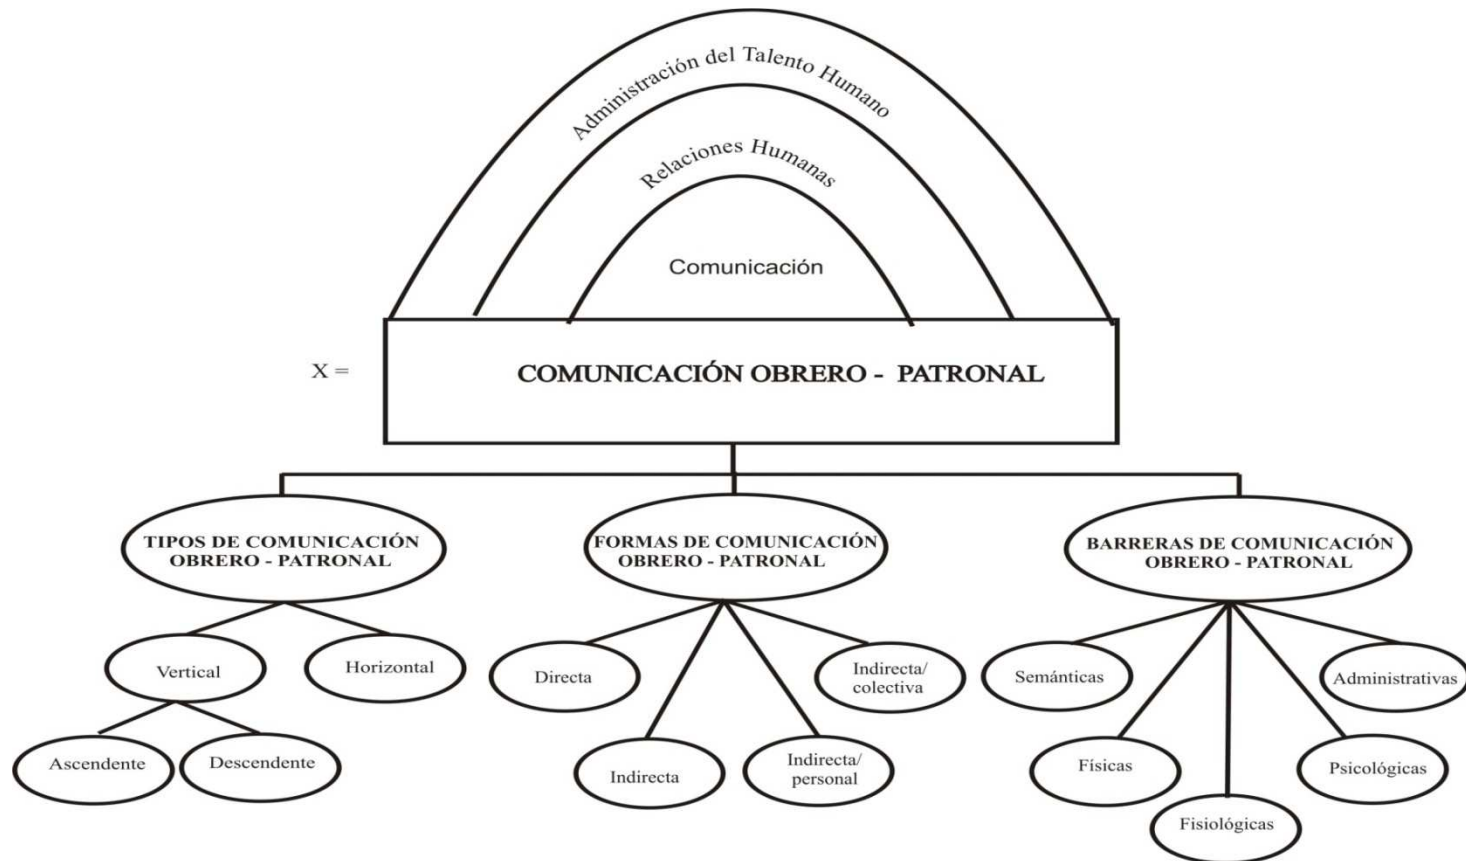 Administración del Talento Humano
Relaciones Humanas
Comunicación
X =
COMUNICACIÓN OBRERO - PATRONAL
TIPOS DE COMUNICACIÓN
OBRERO - PATRONAL
FORMAS DE COMUNICACIÓN
OBRERO - PATRONAL
BARRERAS DE COMUNICACIÓN
OBRERO - PATRONAL
Vertical
Horizontal
Ascendente
Descendente
Directa
Indirecta
Indirecta/
personal
Indirecta/
colectiva
Semánticas
Físicas
Fisiológicas
Psicológicas
Administrativas